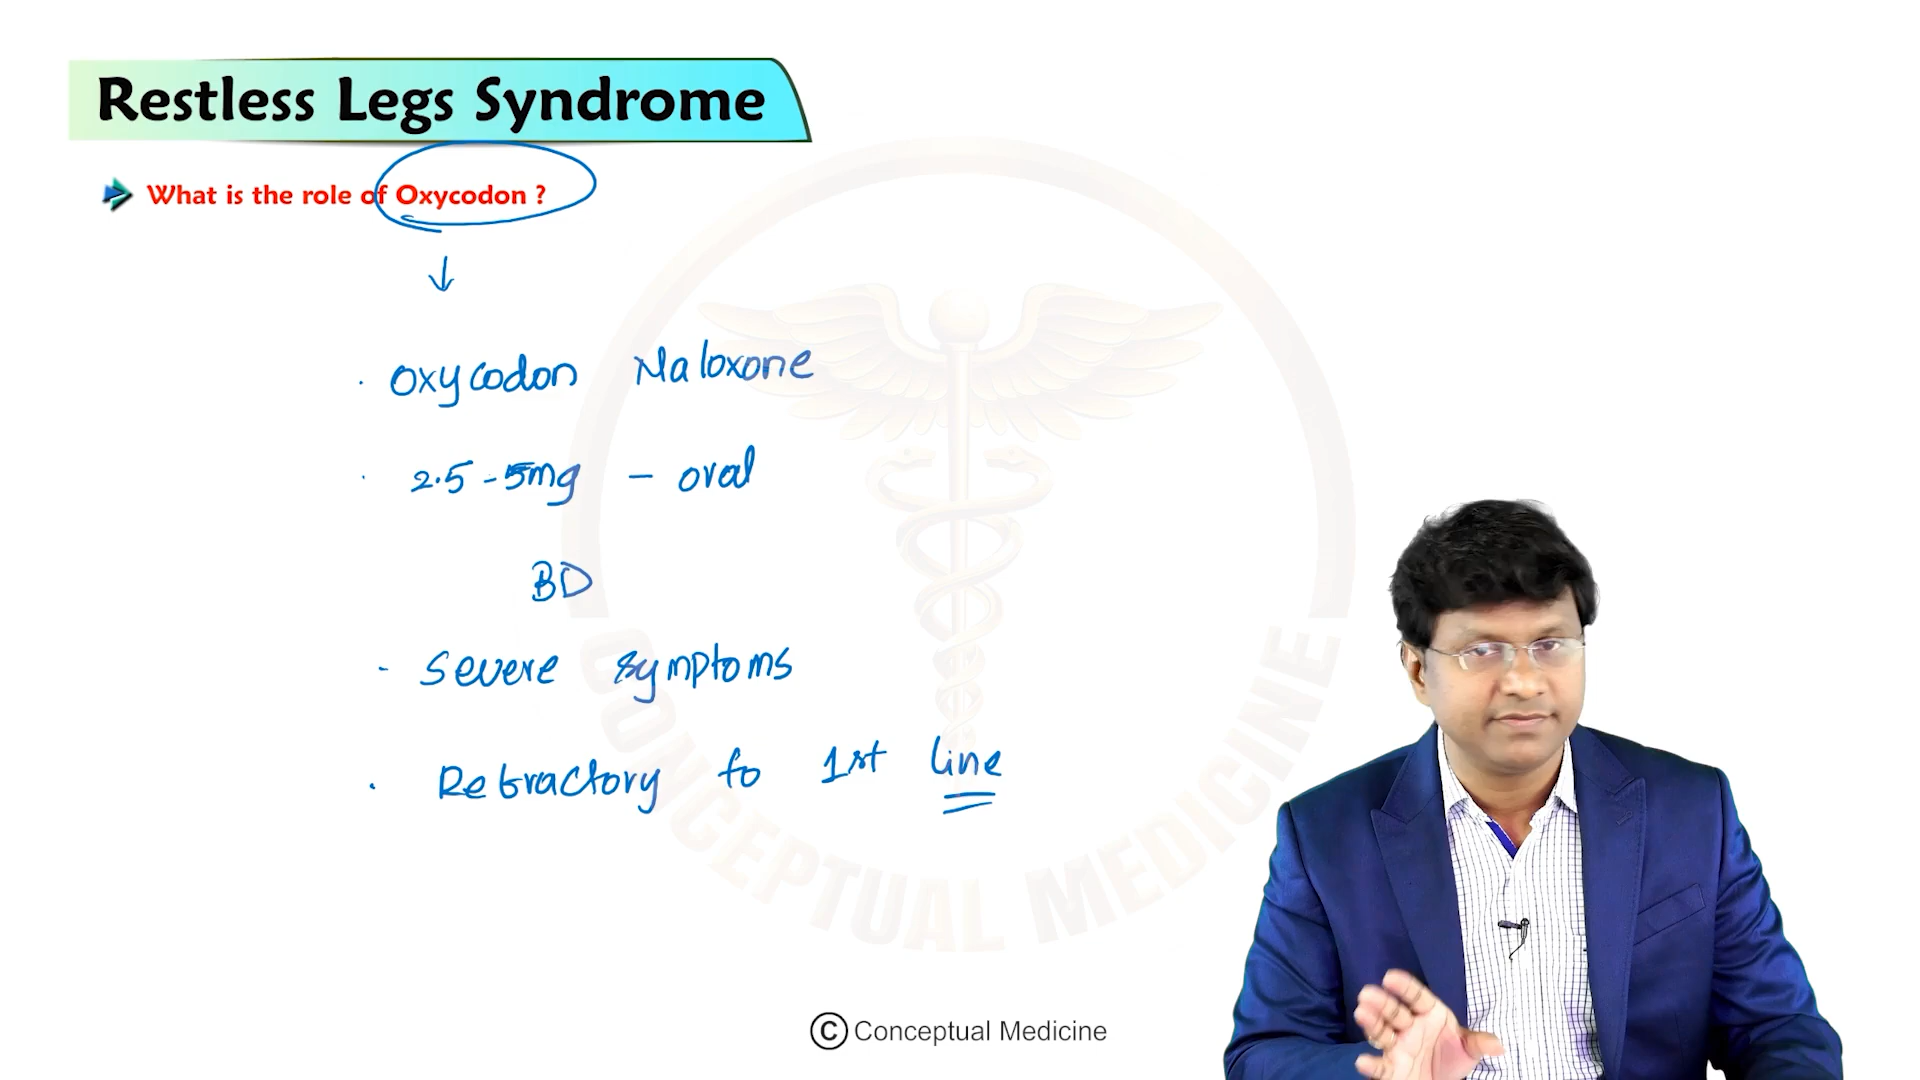 Restless Legs Syndrome
What is the role of Oxycodon ?
↓
· Oxycodon Naloxone
· 2.5 - 5mg - oral
BD
- Severe symptoms
· Refractory to 1st line
CONCEPTUAL MEDICINE
© Conceptual Medicine